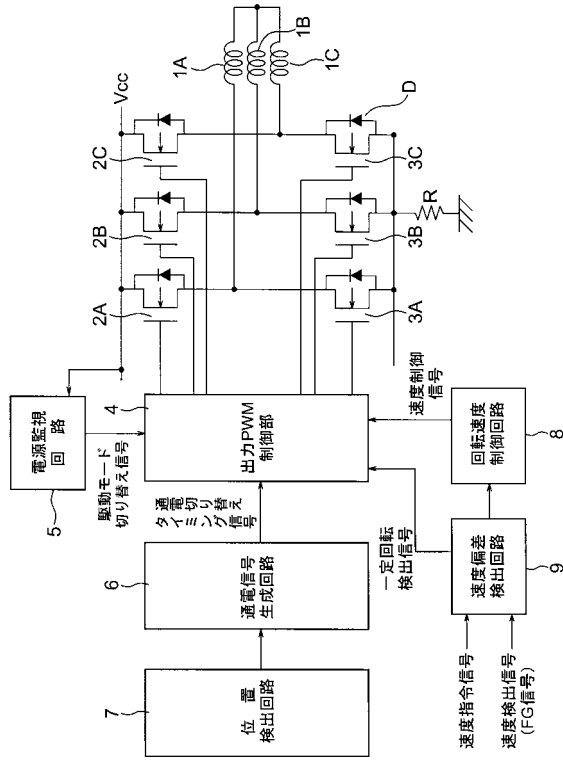 Vcc
1A
1B
1C
2A
2B
2C
D
3A
3B
3C
R
電源監視
回　路
5
駆動モード
切り替え信号
4
出力PWM
制御部
通電切り替え
タイミング信号
6
通電信号
生成回路
7
位　置
検出回路
速度制御
信号
回転速度
制御回路
8
一定回転
検出信号
速度偏差
検出回路
9
速度指令信号
速度検出信号
(FG信号)